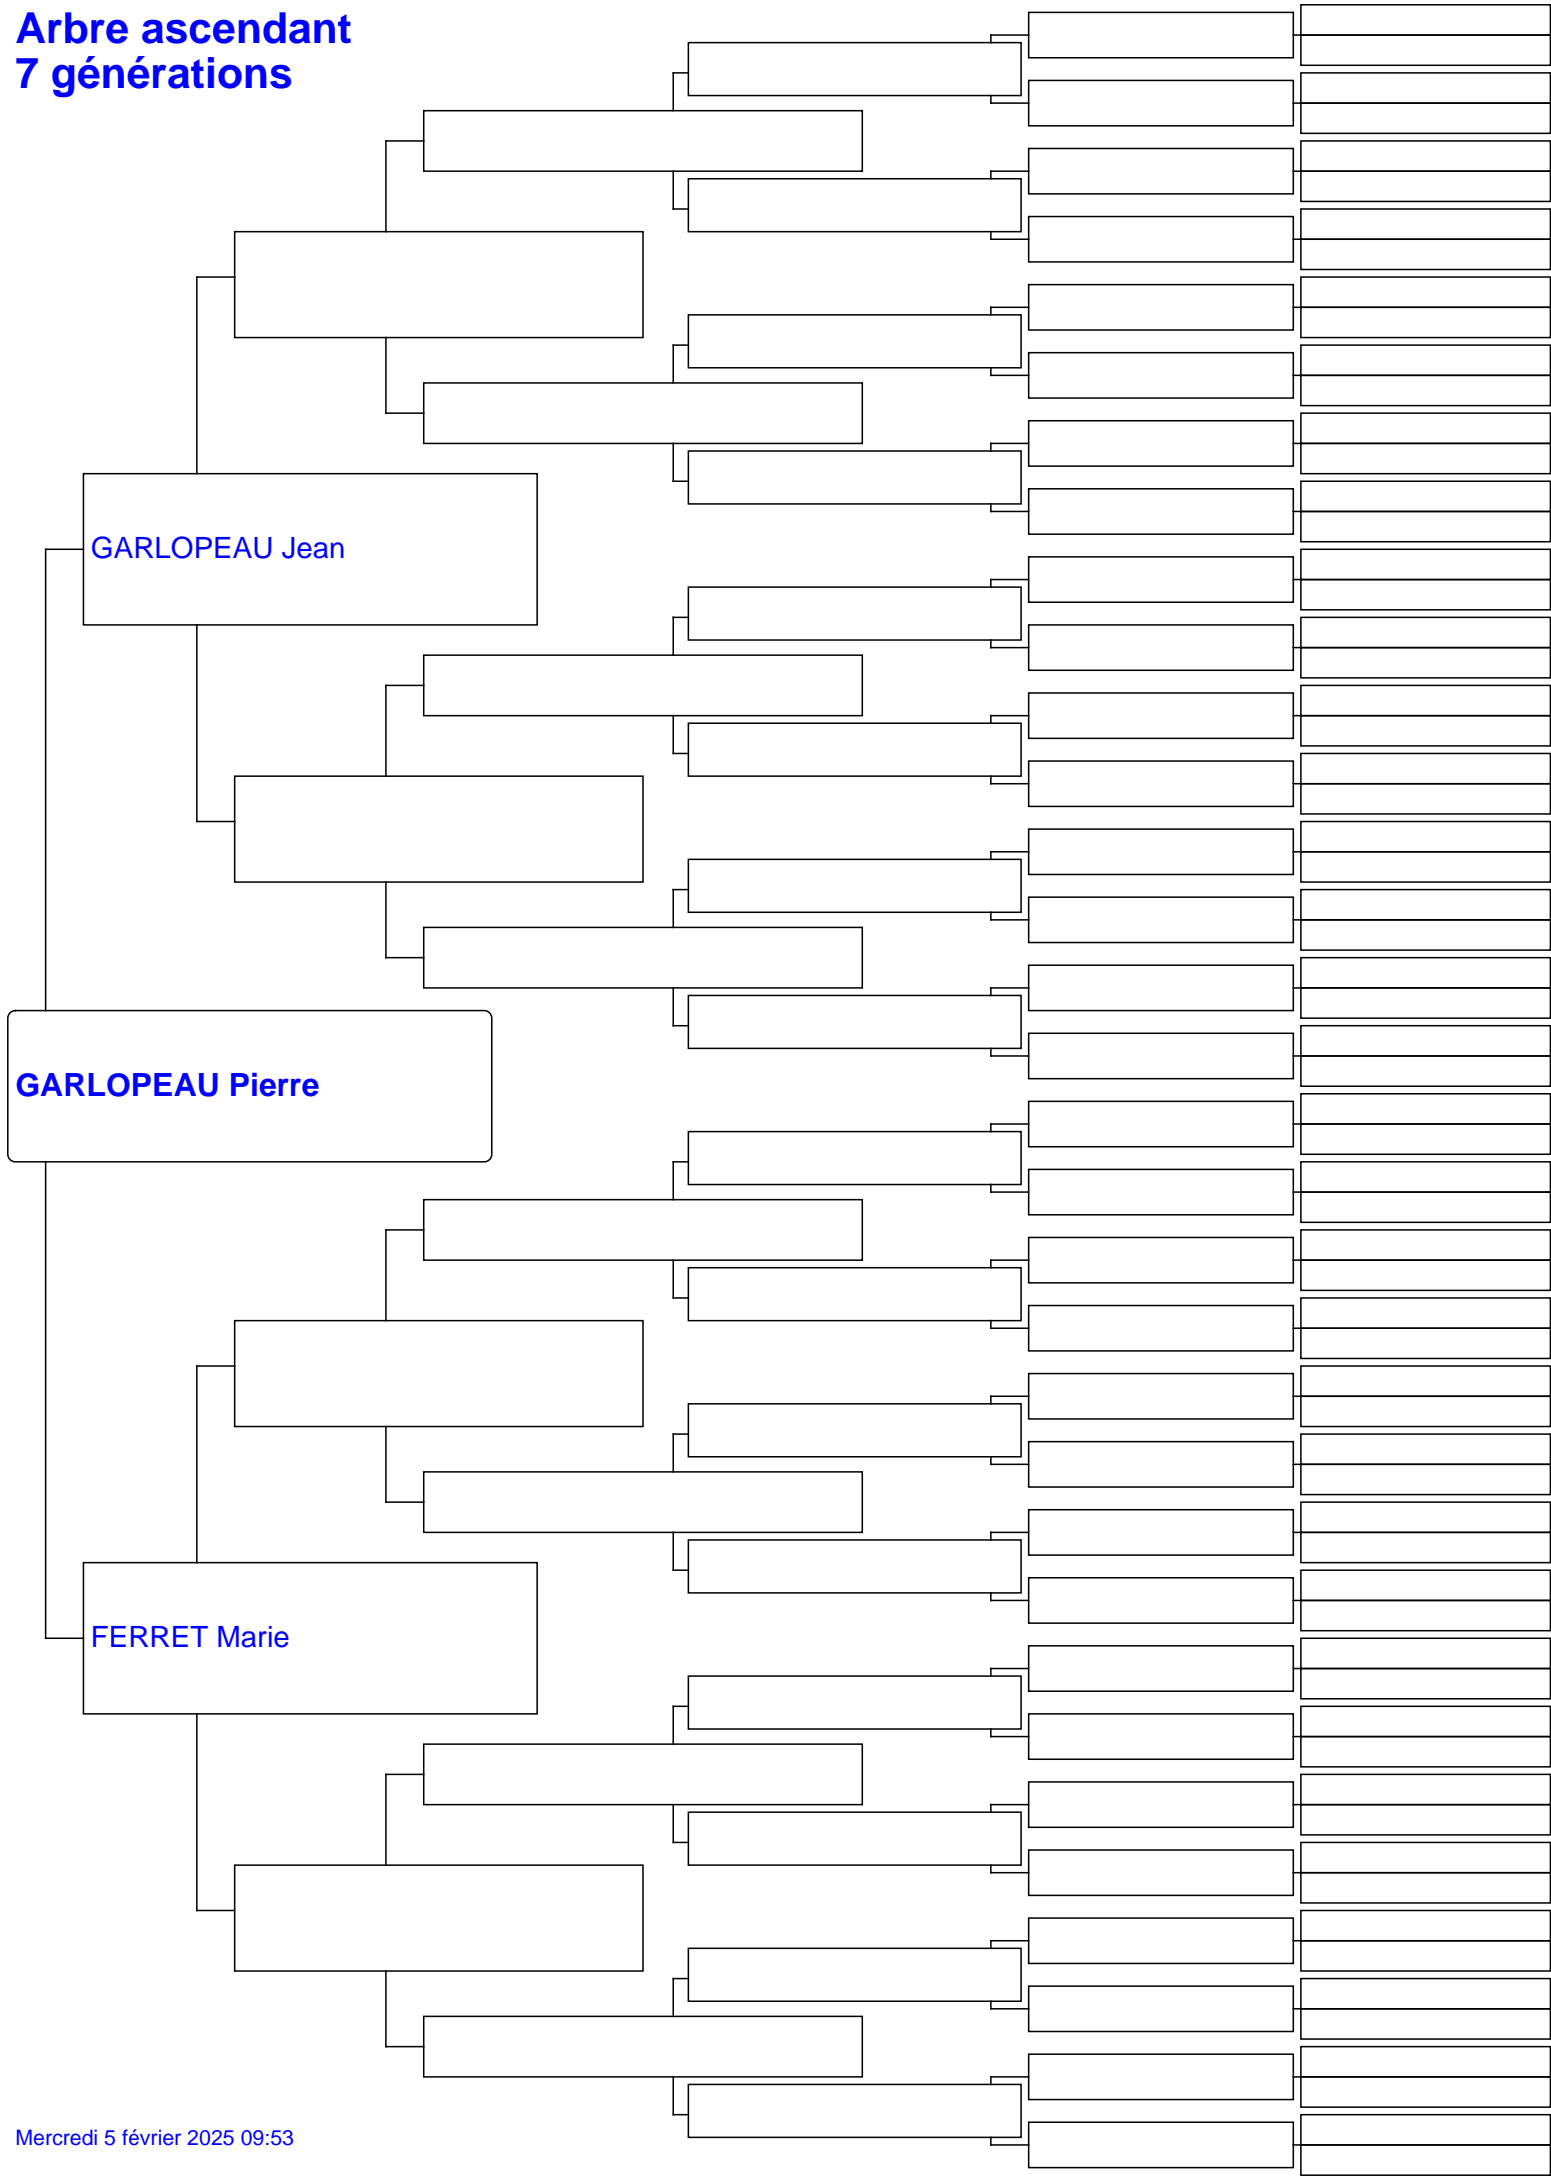 Arbre ascendant
7 générations
GARLOPEAU Jean
GARLOPEAU Pierre
FERRET Marie
Mercredi 5 février 2025 09:53